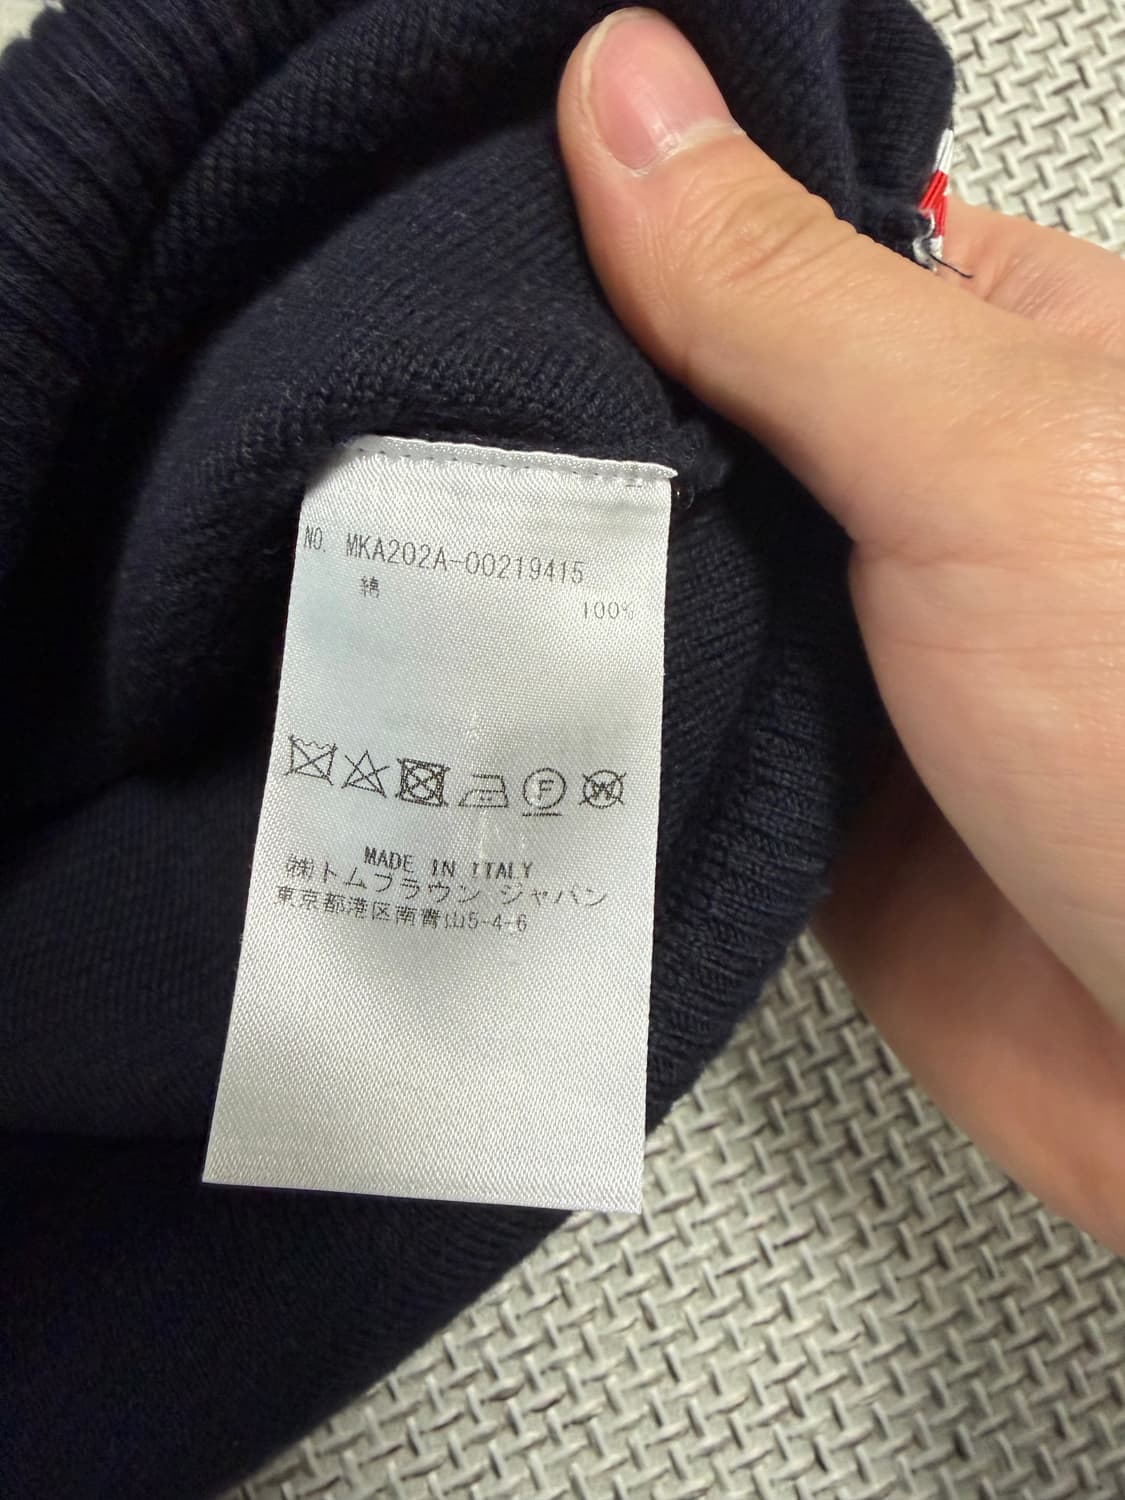 NO. MKA202A-00219415
綿
100%
F
W
MADE IN ITALY
㈱トムブラウン ジャパン
東京都港区南青山5-4-6